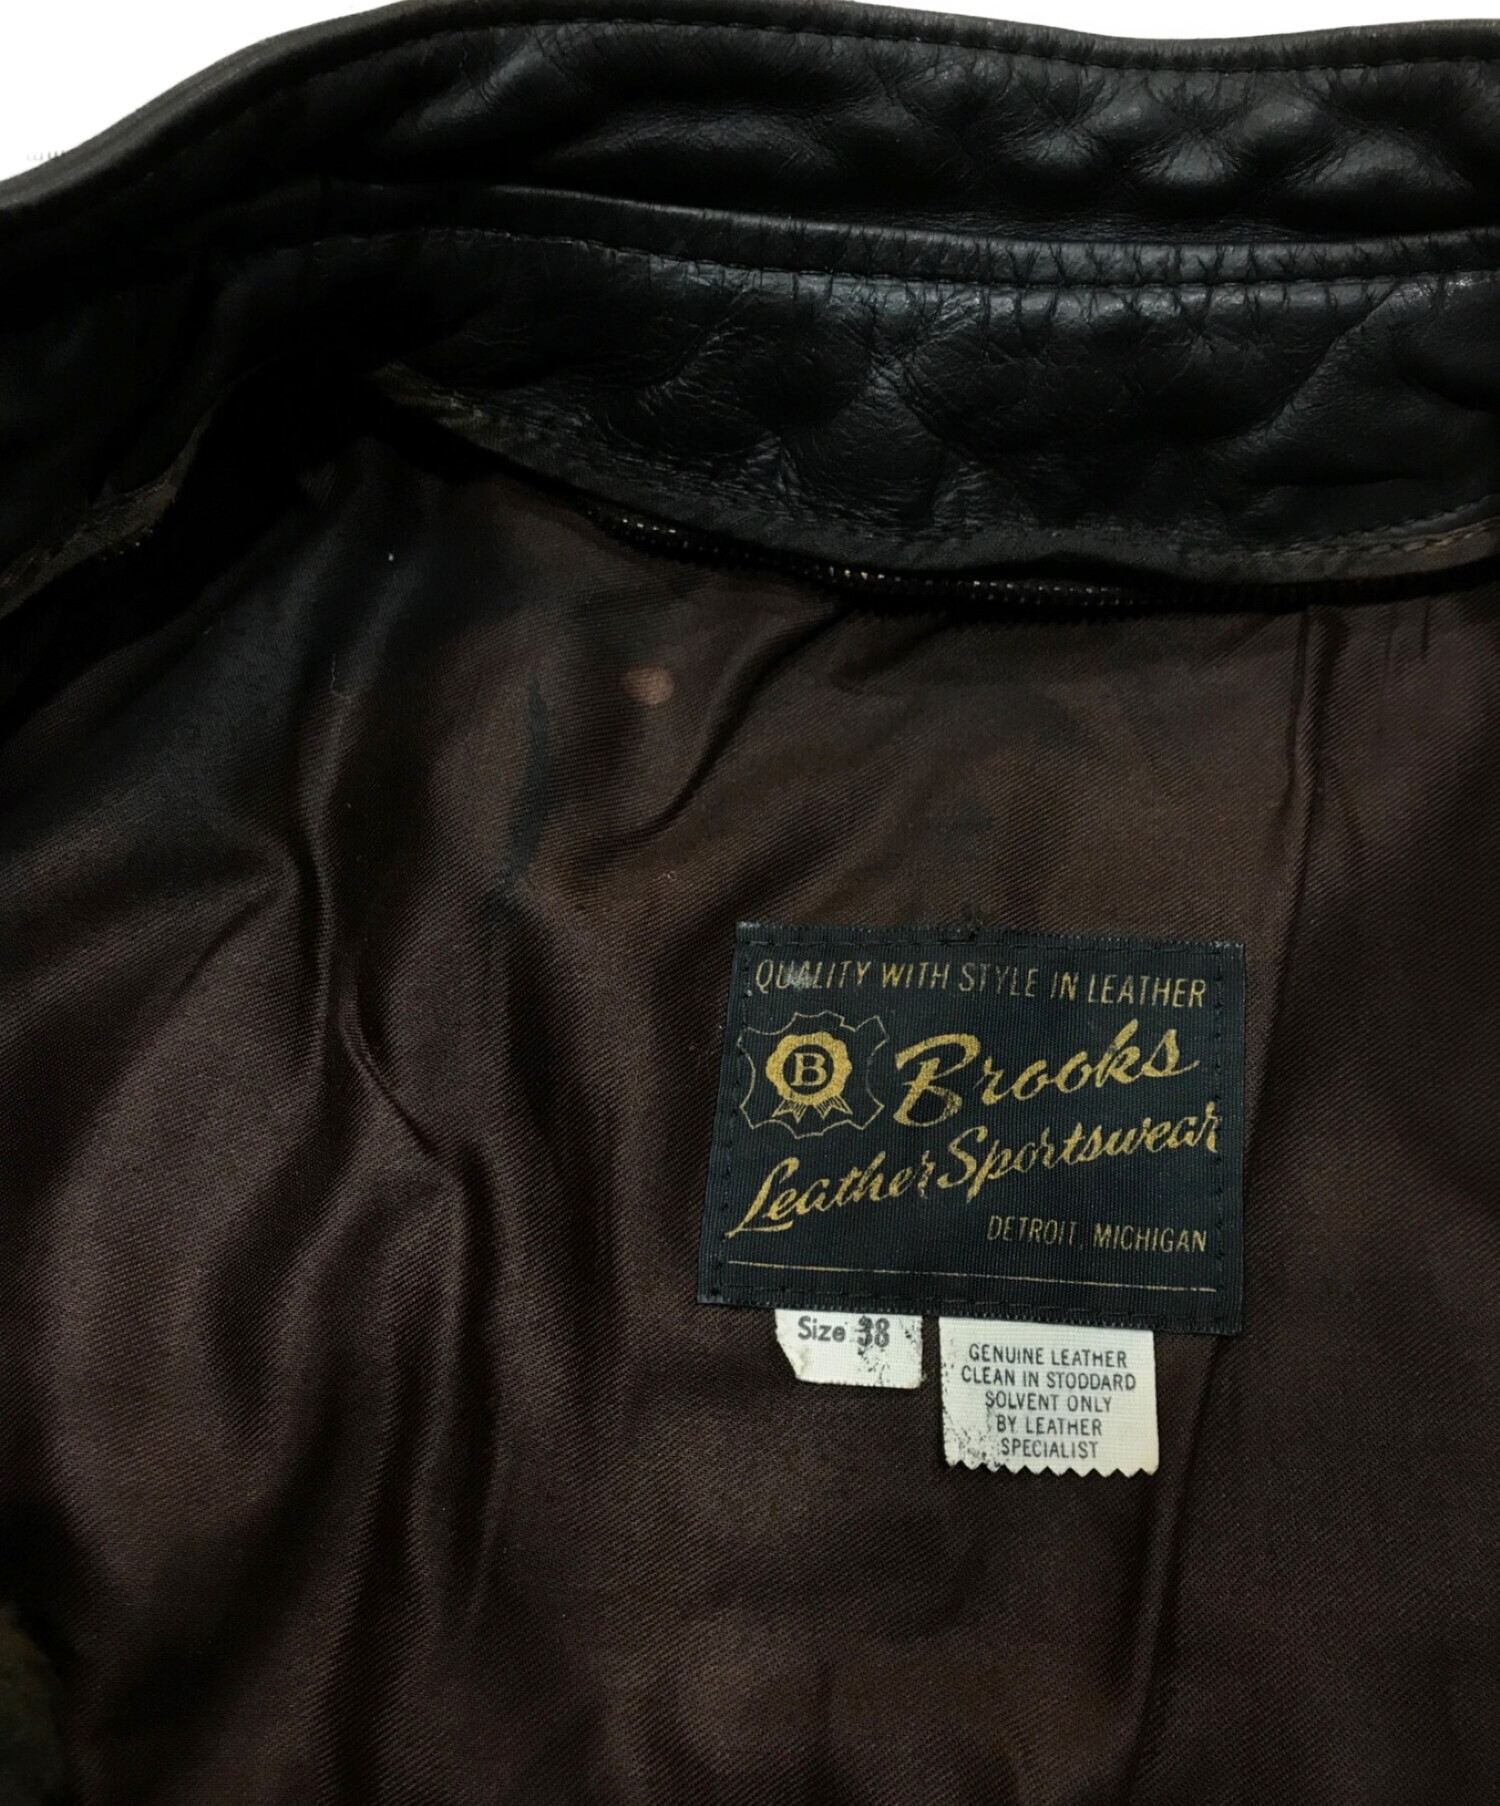 QUALITY WITH STYLE IN LEATHER
B
Brooks
Leather Sportswear
DETROIT, MICHIGAN
Size 38
GENUINE LEATHER
CLEAN IN STODDARD
SOLVENT ONLY
BY LEATHER
SPECIALIST